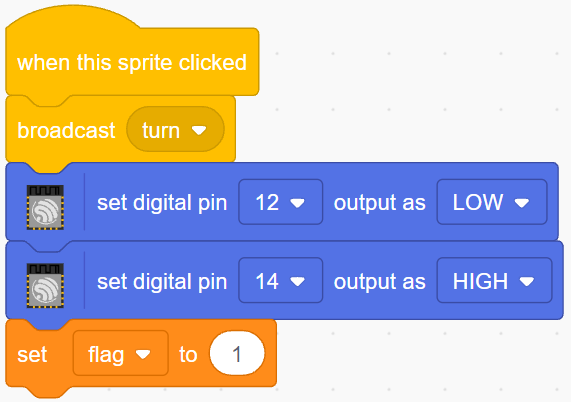 when this sprite clicked
broadcast turn
set digital pin 12 output as LOW
set digital pin 14 output as HIGH
set flag to 1